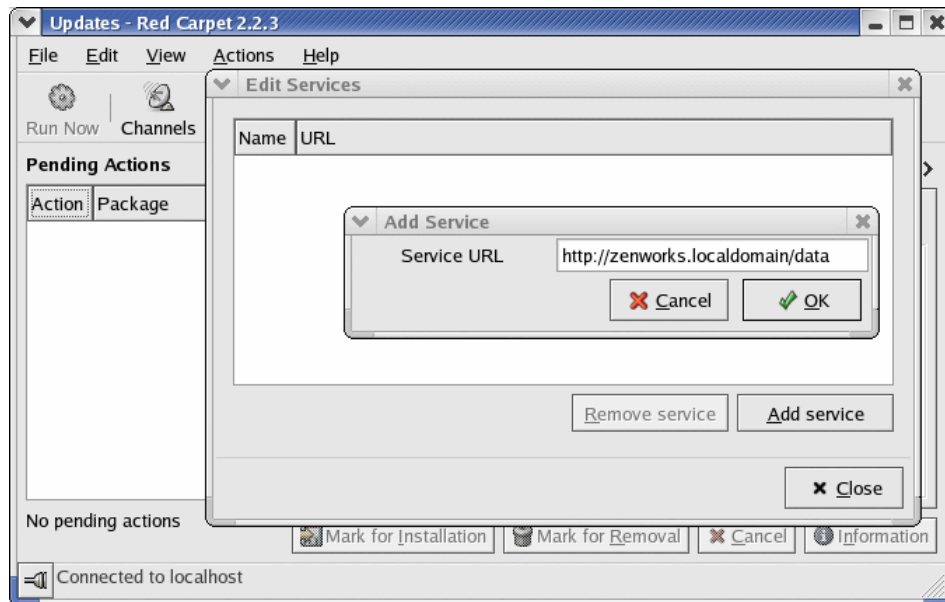 Updates - Red Carpet 2.2.3
File Edit View Actions Help
Edit Services
Run Now Channels
Name URL
Pending Actions
Action Package
Add Service
Service URL http://zenworks.localdomain/data
Cancel OK
Remove service Add service
Close
No pending actions
Mark for Installation Mark for Removal Cancel Information
Connected to localhost